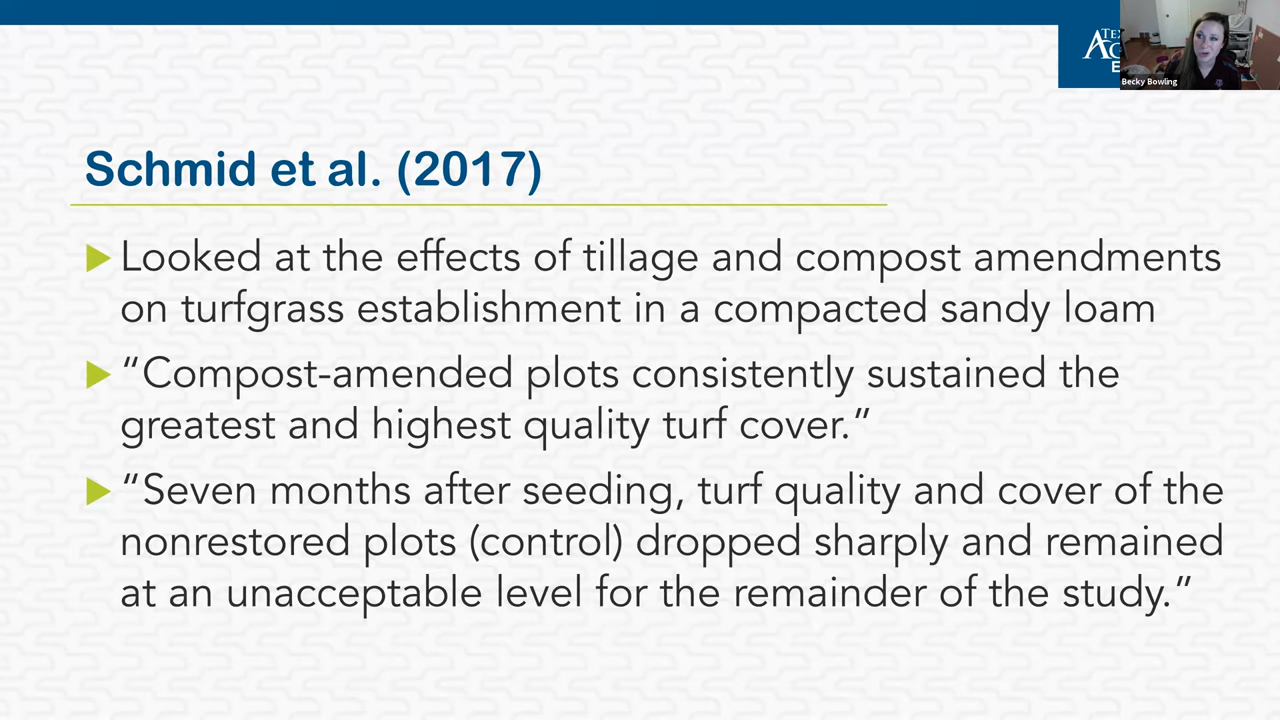 Becky Bowling
Schmid et al. (2017)
Looked at the effects of tillage and compost amendments
on turfgrass establishment in a compacted sandy loam
“Compost-amended plots consistently sustained the
greatest and highest quality turf cover.”
“Seven months after seeding, turf quality and cover of the
nonrestored plots (control) dropped sharply and remained
at an unacceptable level for the remainder of the study.”